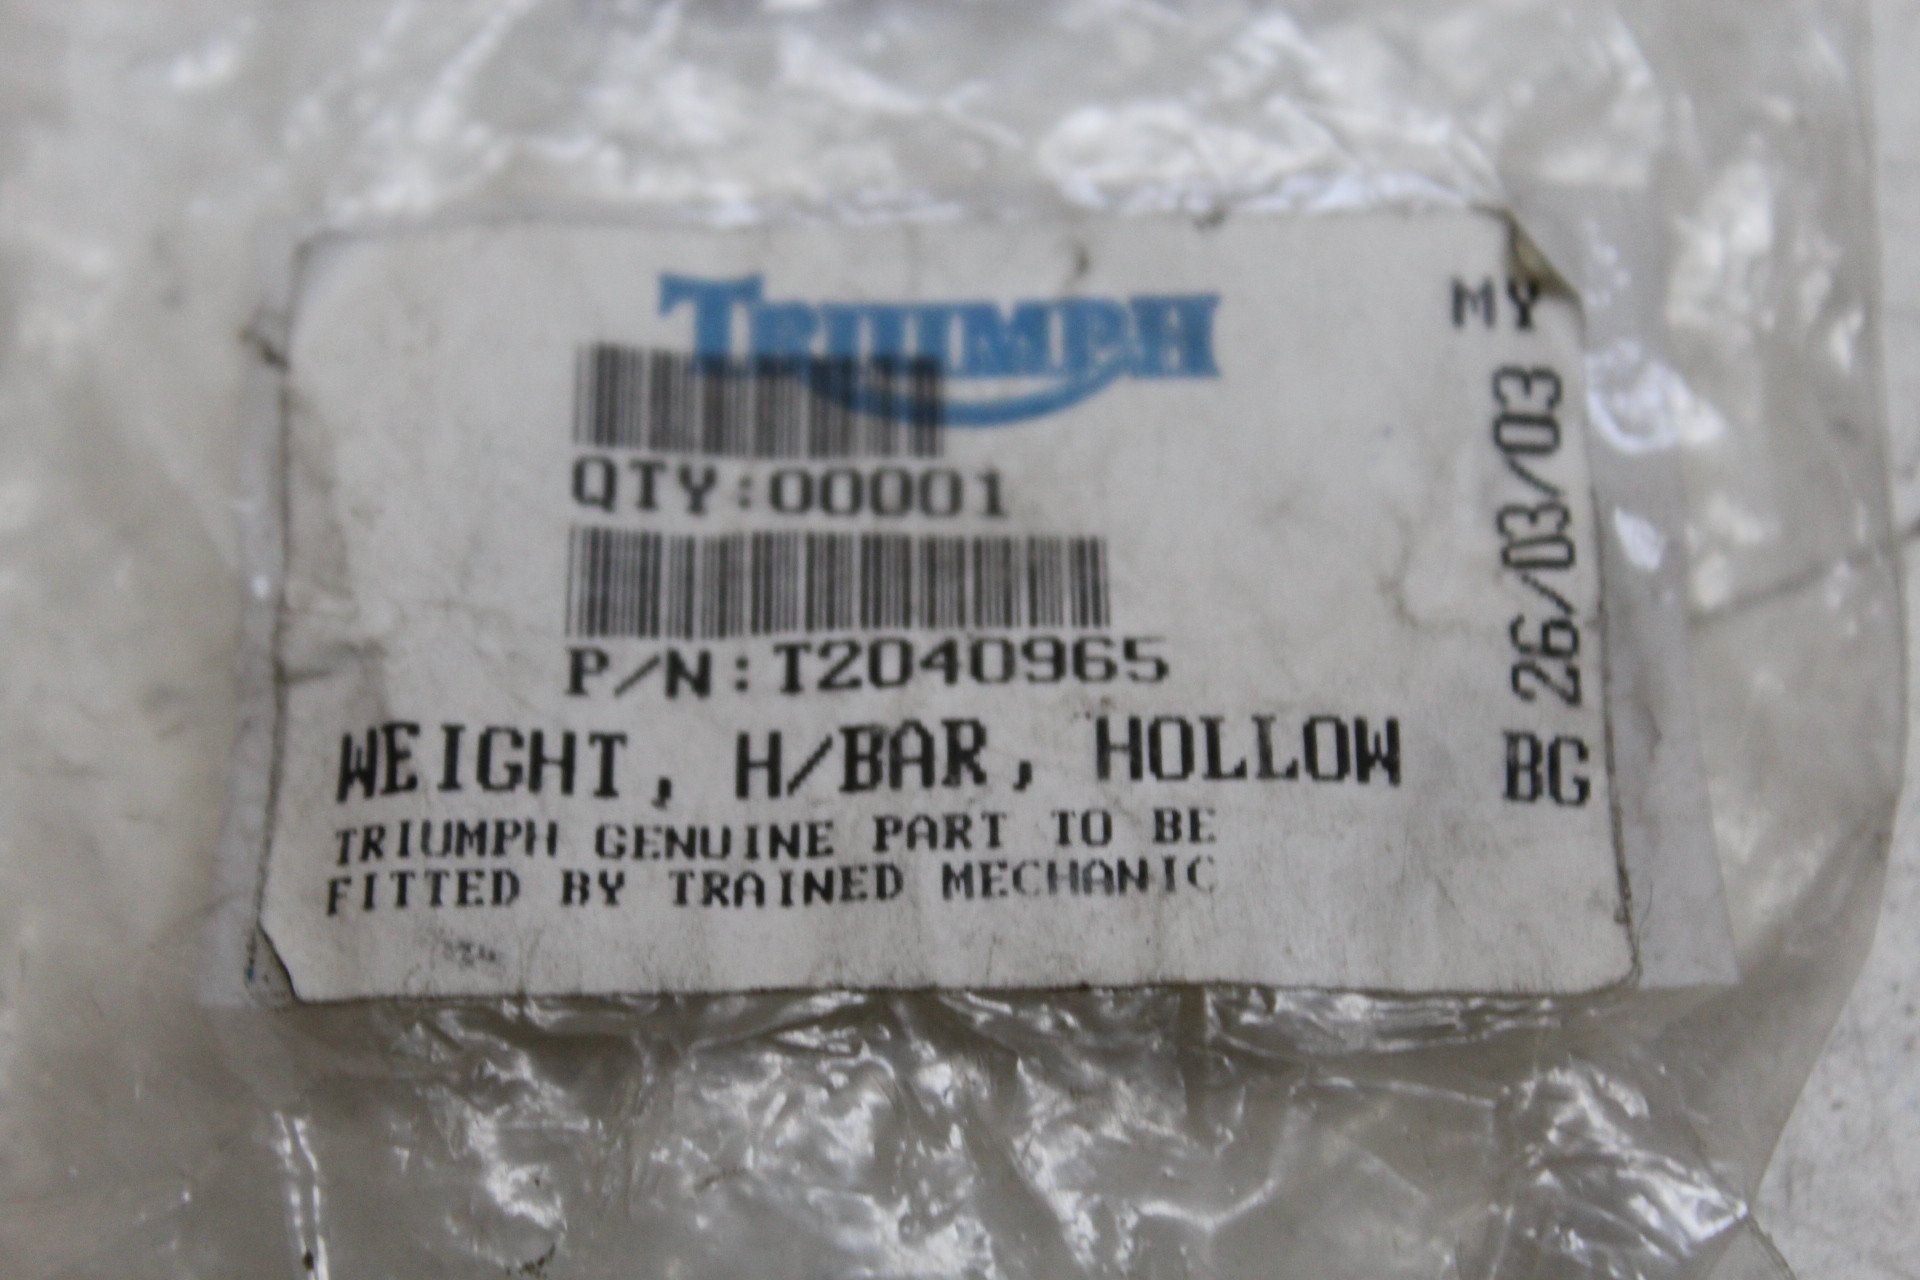 TRIUMPH
MY
QTY:00001
26/03/03
P/N:T2040965
WEIGHT, H/BAR, HOLLOW
BG
TRIUMPH GENUINE PART TO BE
FITTED BY TRAINED MECHANIC